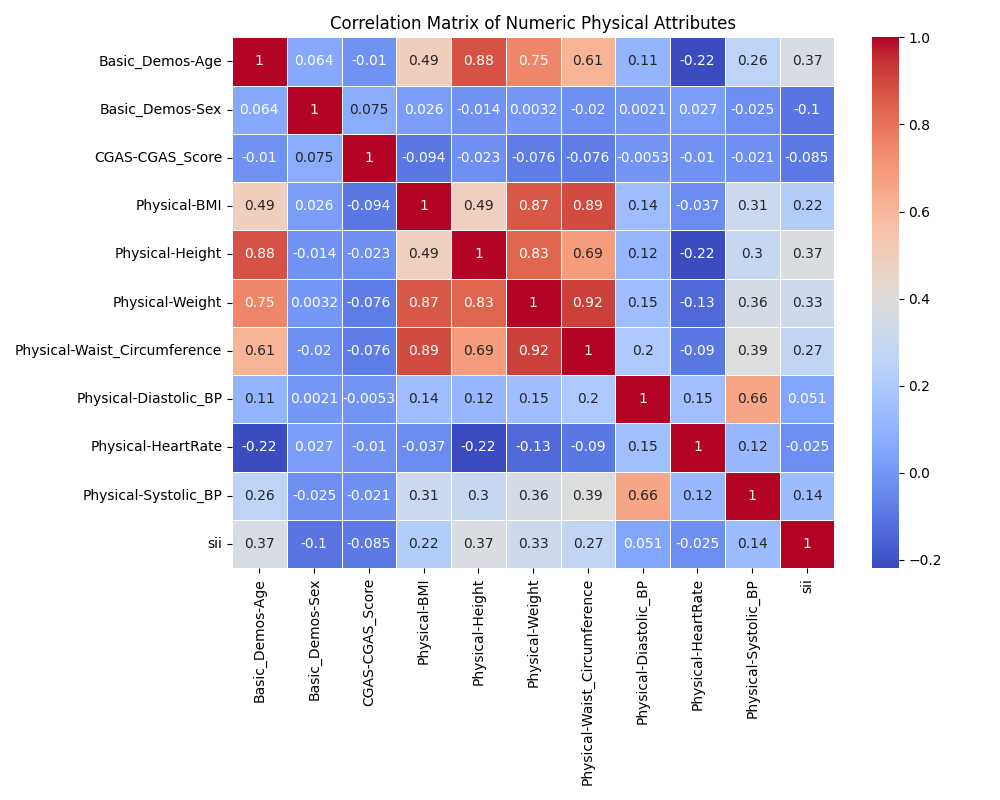 Correlation Matrix of Numeric Physical Attributes
Basic_Demos-Age 1 0.064 -0.01 0.49 0.88 0.75 0.61 0.11 -0.22 0.26 0.37
Basic_Demos-Sex 0.064 1 0.075 0.026 -0.014 0.0032 -0.02 0.0021 0.027 -0.025 -0.1
CGAS-CGAS_Score -0.01 0.075 1 -0.094 -0.023 -0.076 -0.076 -0.0053 -0.01 -0.021 -0.085
Physical-BMI 0.49 0.026 -0.094 1 0.49 0.87 0.89 0.14 -0.037 0.31 0.22
Physical-Height 0.88 -0.014 -0.023 0.49 1 0.83 0.69 0.12 -0.22 0.3 0.37
Physical-Weight 0.75 0.0032 -0.076 0.87 0.83 1 0.92 0.15 -0.13 0.36 0.33
Physical-Waist_Circumference 0.61 -0.02 -0.076 0.89 0.69 0.92 1 0.2 -0.09 0.39 0.27
Physical-Diastolic_BP 0.11 0.0021 -0.0053 0.14 0.12 0.15 0.2 1 0.15 0.66 0.051
Physical-HeartRate -0.22 0.027 -0.01 -0.037 -0.22 -0.13 -0.09 0.15 1 0.12 -0.025
Physical-Systolic_BP 0.26 -0.025 -0.021 0.31 0.3 0.36 0.39 0.66 0.12 1 0.14
sii 0.37 -0.1 -0.085 0.22 0.37 0.33 0.27 0.051 -0.025 0.14 1
Basic_Demos-Age
Basic_Demos-Sex
CGAS-CGAS_Score
Physical-BMI
Physical-Height
Physical-Weight
Physical-Waist_Circumference
Physical-Diastolic_BP
Physical-HeartRate
Physical-Systolic_BP
sii
1.0
0.8
0.6
0.4
0.2
0.0
−0.2